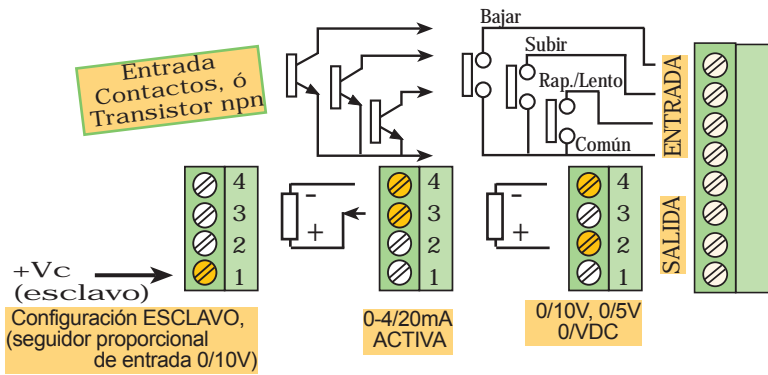 Entrada
Contactos, ó
Transistor npn
Bajar
Subir
Rap./Lento
Común
ENTRADA
SALIDA
4
3
2
1
+Vc
(esclavo)
Configuración ESCLAVO,
(seguidor proporcional
de entrada 0/10V)
-
+
4
3
2
1
0-4/20mA
ACTIVA
-
+
4
3
2
1
0/10V, 0/5V
0/VDC